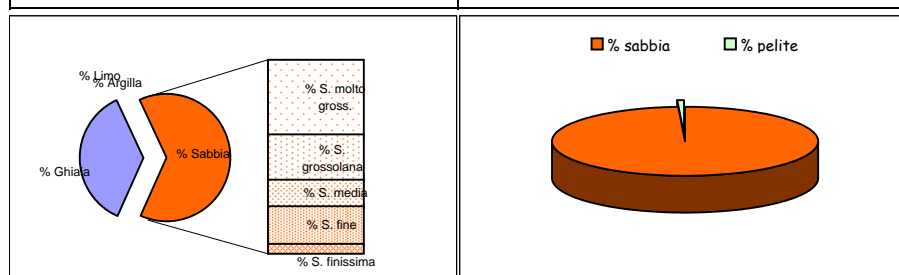 % Limo
% Argilla
% Ghiaia
% Sabbia
% S. molto
gross.
% S.
grossolana
% S. media
% S. fine
% S. finissima
% sabbia
% pelite